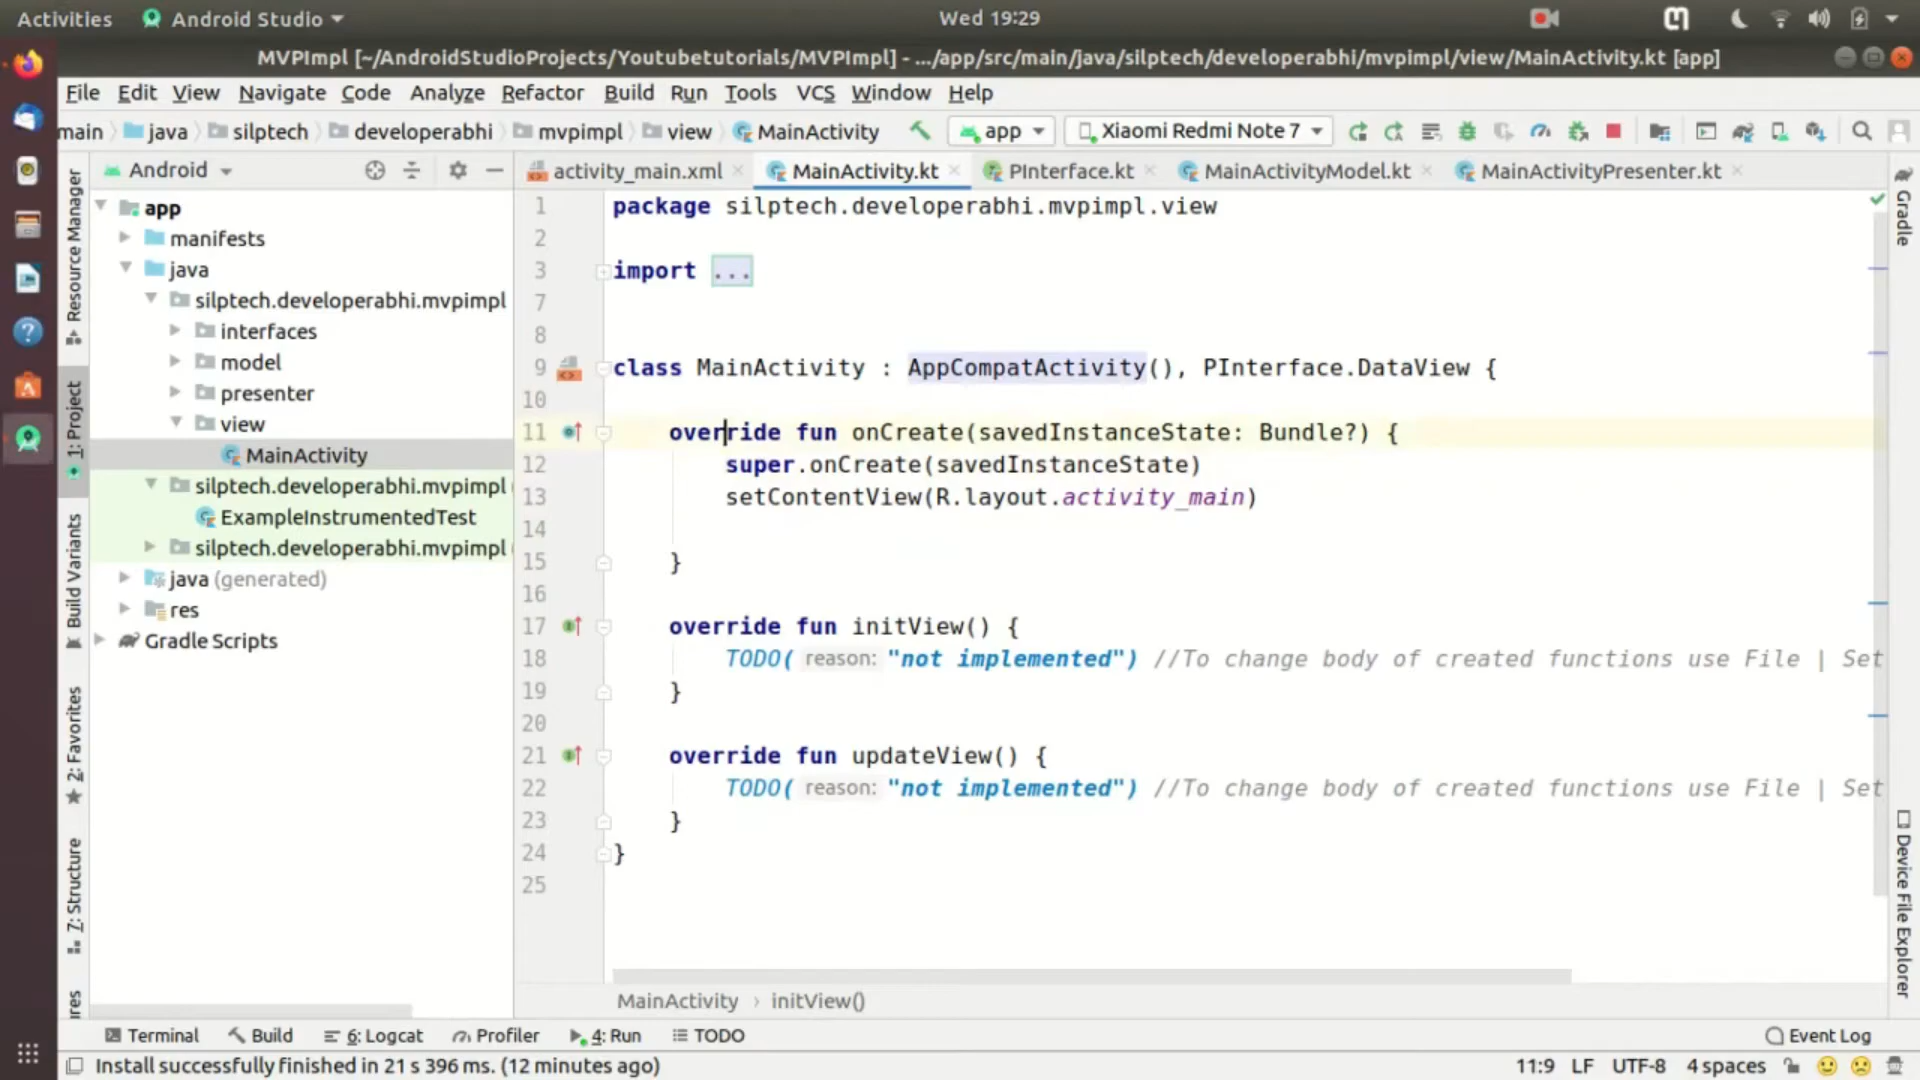 Activities Android Studio Wed 19:29
MVPImpl [~/AndroidStudioProjects/Youtubetutorials/MVPImpl] - .../app/src/main/java/silptech/developerabhi/mvpimpl/view/MainActivity.kt [app]
File Edit View Navigate Code Analyze Refactor Build Run Tools VCS Window Help
main java silptech developerabhi mvpimpl view MainActivity app Xiaomi Redmi Note 7
Android activity_main.xml MainActivity.kt PInterface.kt MainActivityModel.kt MainActivityPresenter.kt
Resource Manager
1: Project
Build Variants
2: Favorites
Z: Structure
app
manifests
java
silptech.developerabhi.mvpimpl
interfaces
model
presenter
view
MainActivity
silptech.developerabhi.mvpimpl
ExampleInstrumentedTest
silptech.developerabhi.mvpimpl
java (generated)
res
Gradle Scripts
1 package silptech.developerabhi.mvpimpl.view
2
3 import ...
7
8
9 class MainActivity : AppCompatActivity(), PInterface.DataView {
10
11 override fun onCreate(savedInstanceState: Bundle?) {
12 super.onCreate(savedInstanceState)
13 setContentView(R.layout.activity_main)
14
15 }
16
17 override fun initView() {
18 TODO( reason: "not implemented") //To change body of created functions use File | Set
19 }
20
21 override fun updateView() {
22 TODO( reason: "not implemented") //To change body of created functions use File | Set
23 }
24 }
25
Gradle
Device File Explorer
MainActivity › initView()
Terminal Build 6: Logcat Profiler 4: Run TODO Event Log
Install successfully finished in 21 s 396 ms. (12 minutes ago) 11:9 LF UTF-8 4 spaces